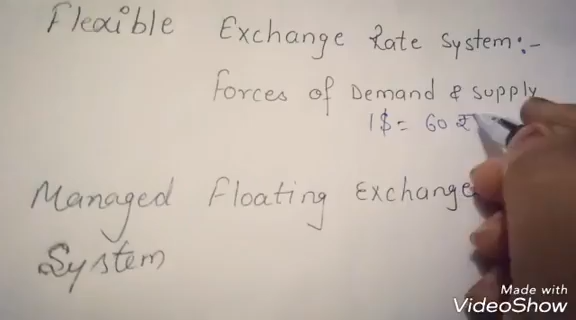 Flexible Exchange Rate System:-
Forces of Demand & Supply
1$ = 60 ₹
Managed Floating Exchange
System
Made with
VideoShow